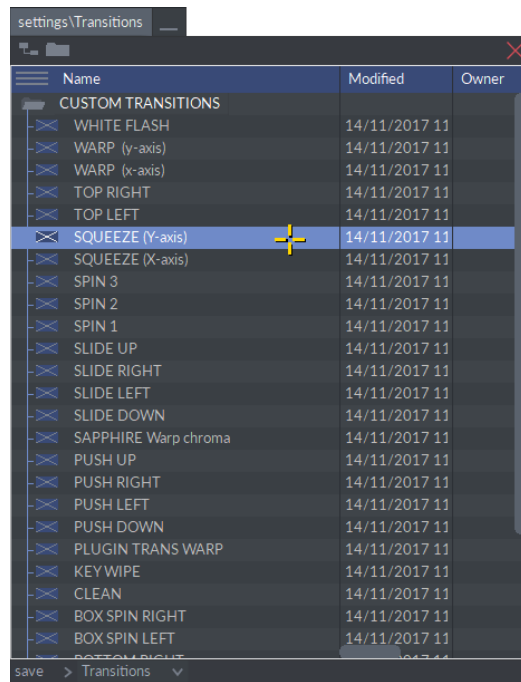 settings\Transitions
Name Modified Owner
CUSTOM TRANSITIONS
WHITE FLASH 14/11/2017 11
WARP (y-axis) 14/11/2017 11
WARP (x-axis) 14/11/2017 11
TOP RIGHT 14/11/2017 11
TOP LEFT 14/11/2017 11
SQUEEZE (Y-axis) 14/11/2017 11
SQUEEZE (X-axis) 14/11/2017 11
SPIN 3 14/11/2017 11
SPIN 2 14/11/2017 11
SPIN 1 14/11/2017 11
SLIDE UP 14/11/2017 11
SLIDE RIGHT 14/11/2017 11
SLIDE LEFT 14/11/2017 11
SLIDE DOWN 14/11/2017 11
SAPPHIRE Warp chroma 14/11/2017 11
PUSH UP 14/11/2017 11
PUSH RIGHT 14/11/2017 11
PUSH LEFT 14/11/2017 11
PUSH DOWN 14/11/2017 11
PLUGIN TRANS WARP 14/11/2017 11
KEY WIPE 14/11/2017 11
CLEAN 14/11/2017 11
BOX SPIN RIGHT 14/11/2017 11
BOX SPIN LEFT 14/11/2017 11
save > Transitions